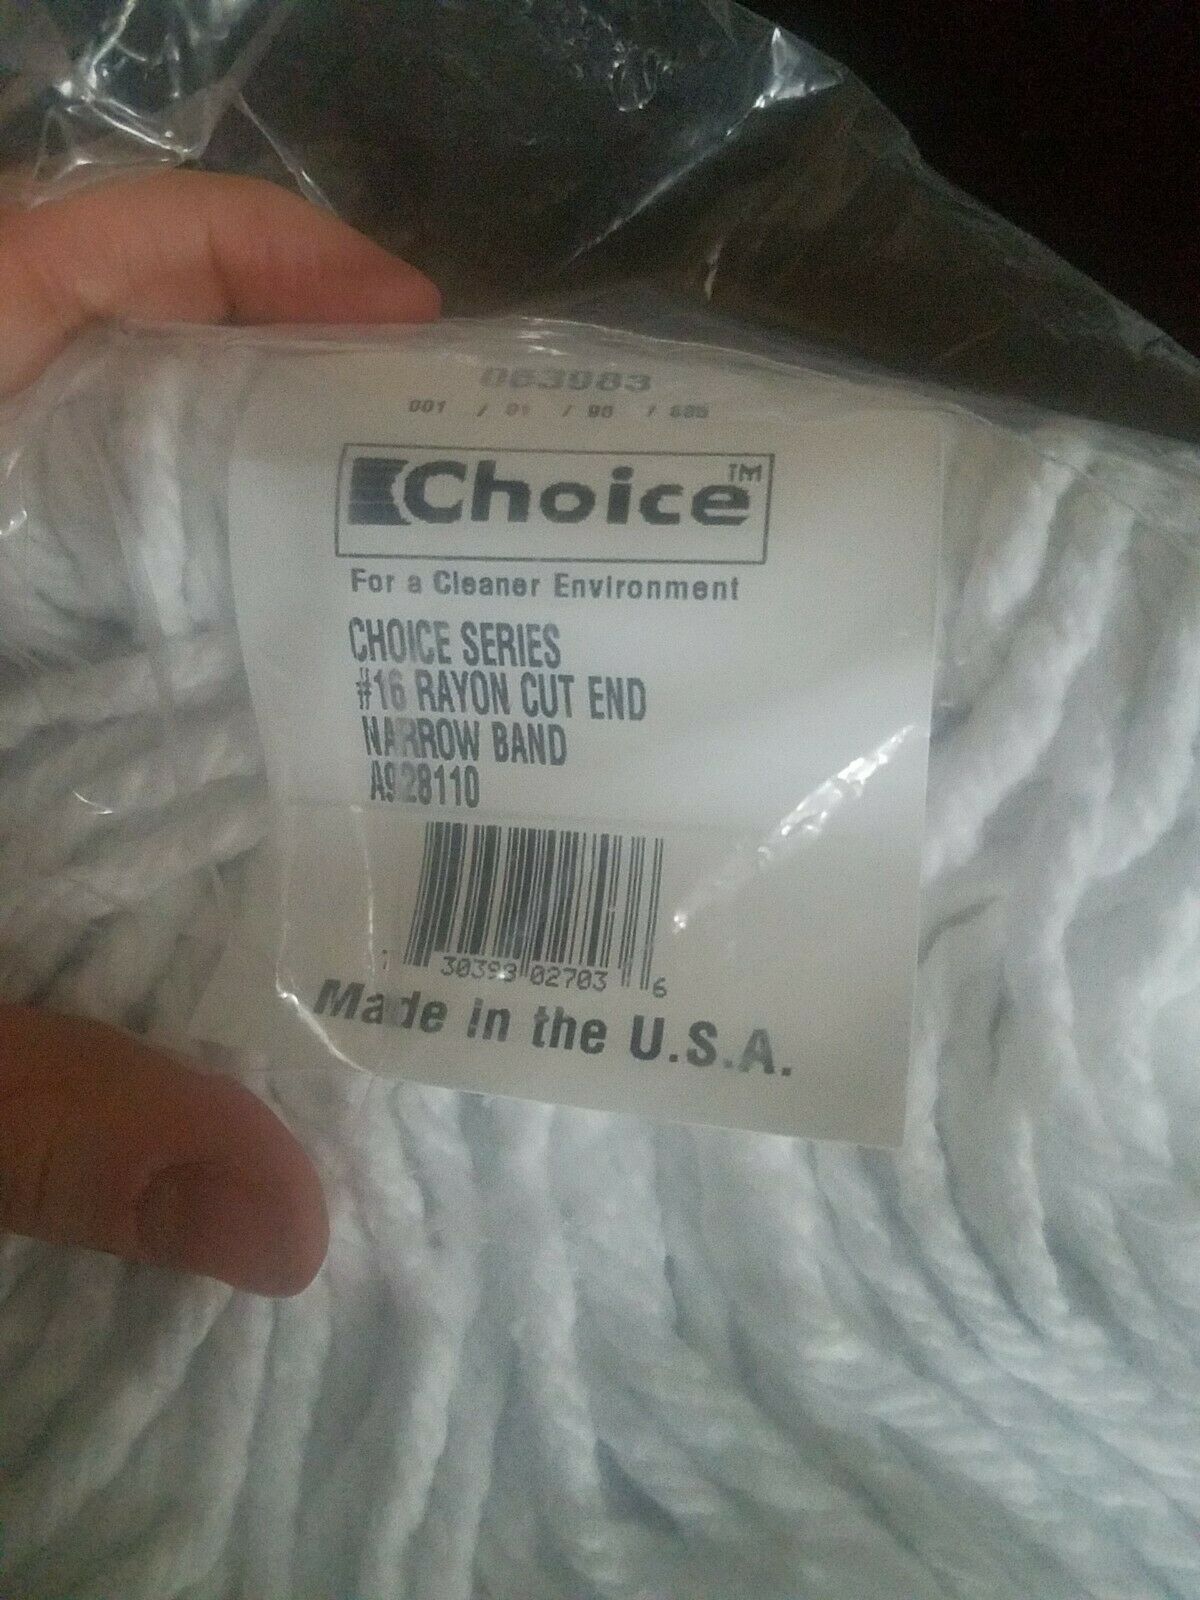 063983
001 / 01 / 96 / 685
Choice™
For a Cleaner Environment
CHOICE SERIES
#16 RAYON CUT END
NARROW BAND
A928110
7 30393 02703 6
Made in the U.S.A.